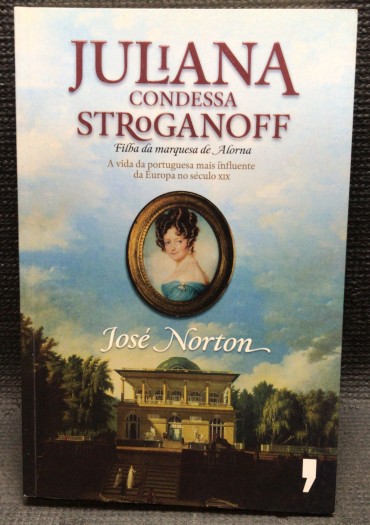 JULiANA
CONDESSA
STRoGANOFF
Filha da marquesa de Alorna
A vida da portuguesa mais influente
da Europa no século XIX
José Norton